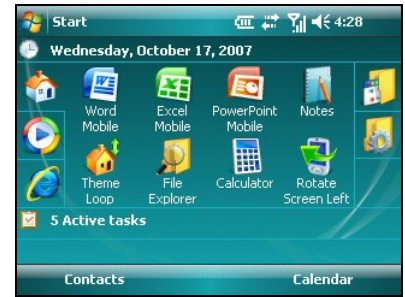 Start 4:28
Wednesday, October 17, 2007
Word Mobile
Excel Mobile
PowerPoint Mobile
Notes
Theme Loop
File Explorer
Calculator
Rotate Screen Left
5 Active tasks
Contacts Calendar